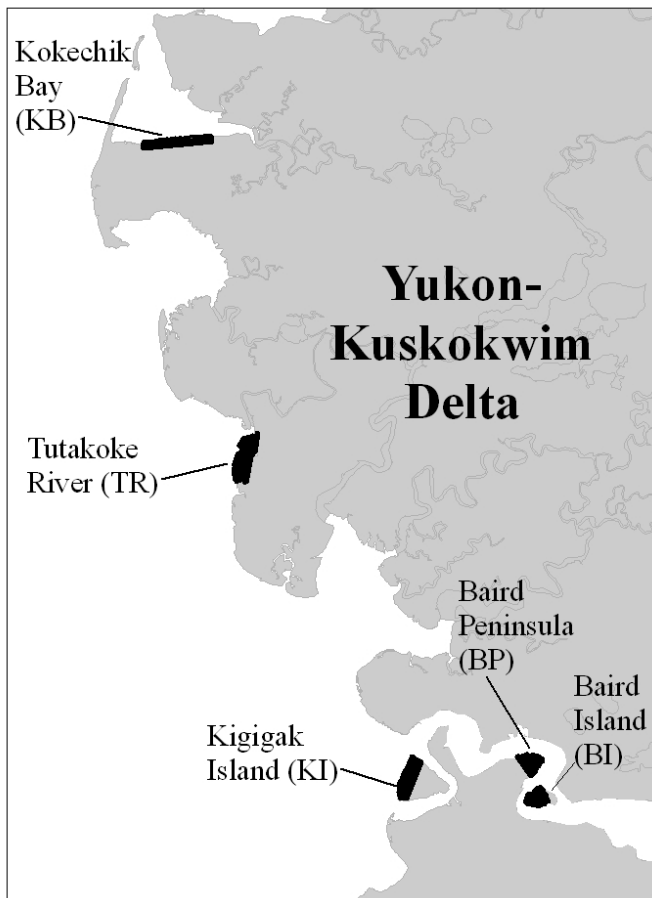 Kokechik
Bay
(KB)
Yukon-
Kuskokwim
Delta
Tutakoke
River (TR)
Baird
Peninsula
(BP)
Baird
Island
(BI)
Kigigak
Island (KI)